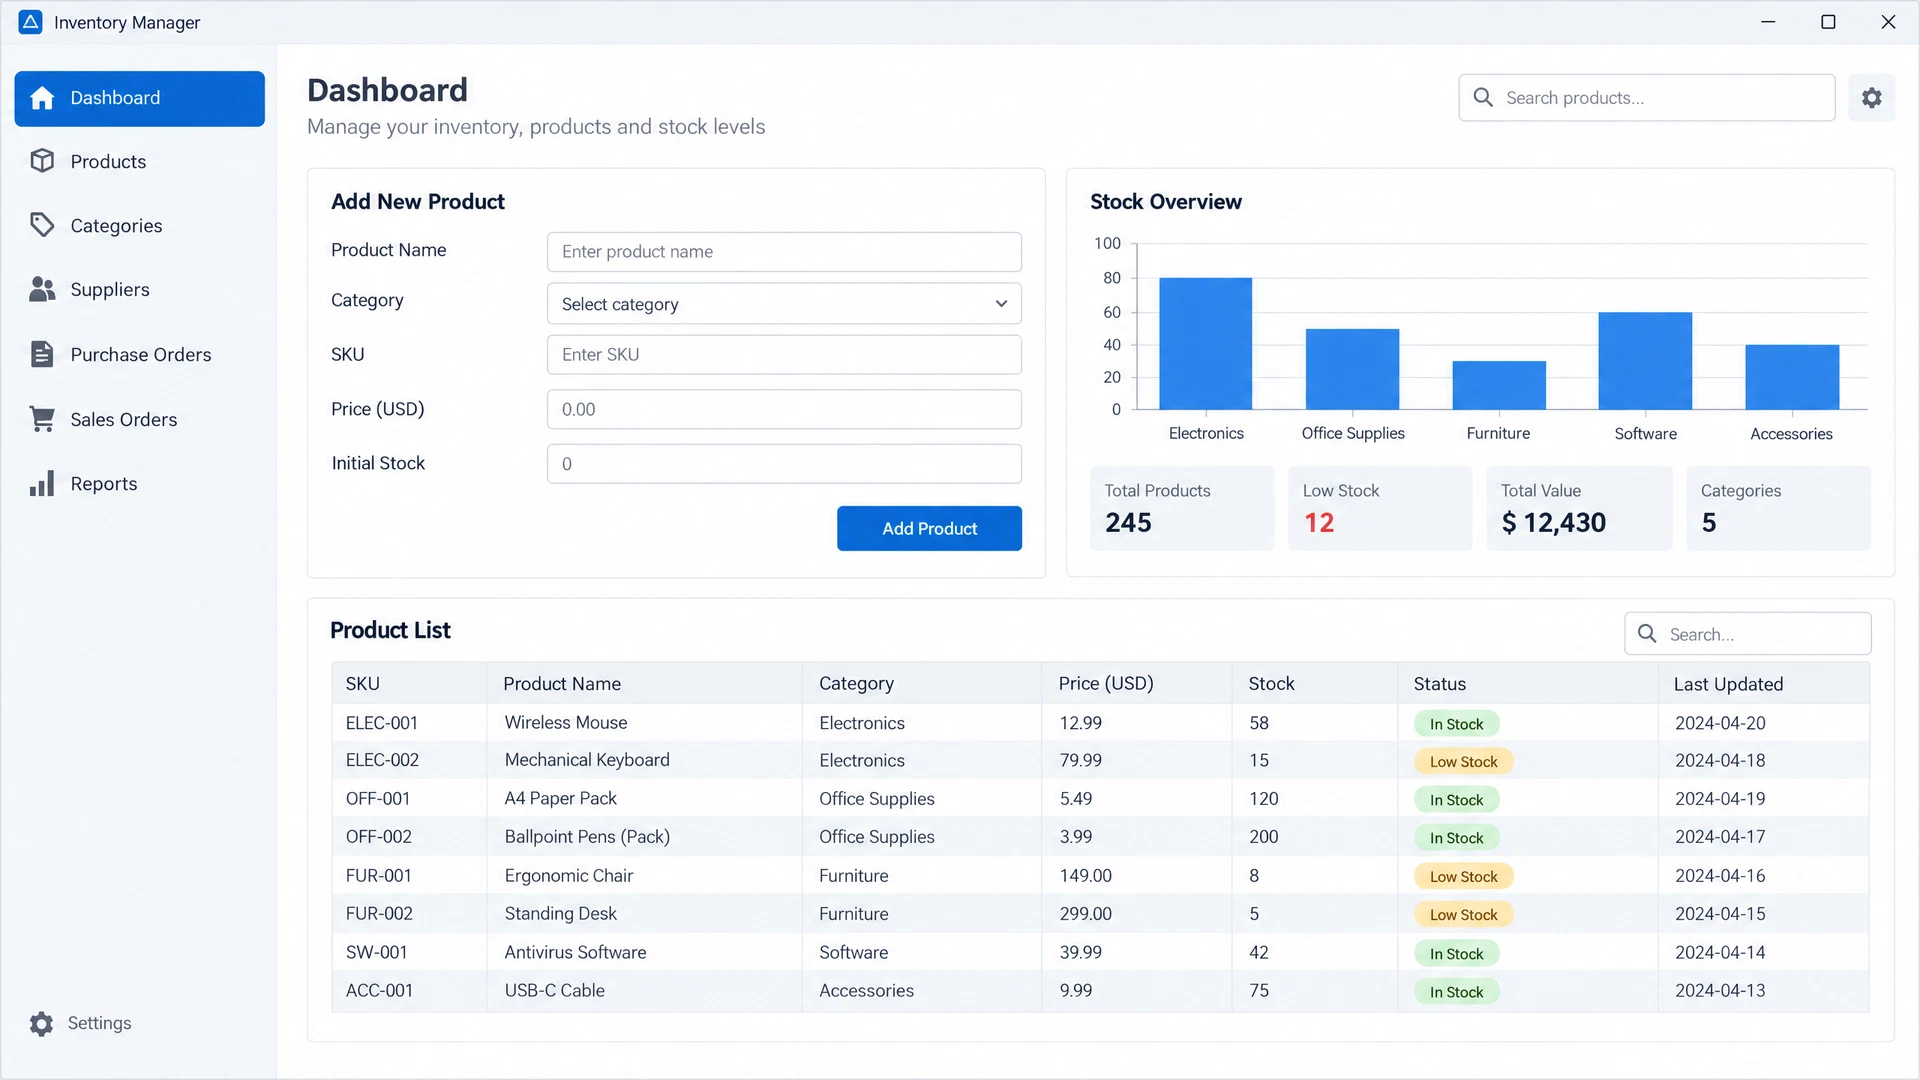 Inventory Manager
Dashboard
Products
Categories
Suppliers
Purchase Orders
Sales Orders
Reports
Settings
Dashboard
Manage your inventory, products and stock levels
Search products...
Add New Product
Product Name
Enter product name
Category
Select category
SKU
Enter SKU
Price (USD)
0.00
Initial Stock
0
Add Product
Stock Overview
100
80
60
40
20
0
Electronics Office Supplies Furniture Software Accessories
Total Products
245
Low Stock
12
Total Value
$ 12,430
Categories
5
Product List
Search...
SKU Product Name Category Price (USD) Stock Status Last Updated
ELEC-001 Wireless Mouse Electronics 12.99 58 In Stock 2024-04-20
ELEC-002 Mechanical Keyboard Electronics 79.99 15 Low Stock 2024-04-18
OFF-001 A4 Paper Pack Office Supplies 5.49 120 In Stock 2024-04-19
OFF-002 Ballpoint Pens (Pack) Office Supplies 3.99 200 In Stock 2024-04-17
FUR-001 Ergonomic Chair Furniture 149.00 8 Low Stock 2024-04-16
FUR-002 Standing Desk Furniture 299.00 5 Low Stock 2024-04-15
SW-001 Antivirus Software Software 39.99 42 In Stock 2024-04-14
ACC-001 USB-C Cable Accessories 9.99 75 In Stock 2024-04-13